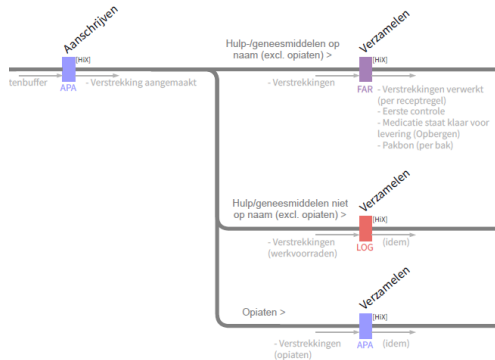 Aanschrijven
[HiX]
tenbuffer
APA
- Verstrekking aangemaakt
Hulp-/geneesmiddelen op
naam (excl. opiaten) >
Verzamelen
[HiX]
- Verstrekkingen
FAR
- Verstrekkingen verwerkt
(per receptregel)
- Eerste controle
- Medicatie staat klaar voor
levering (Opbergen)
- Pakbon (per bak)
Hulp/geneesmiddelen niet
op naam (excl. opiaten) >
Verzamelen
[HiX]
- Verstrekkingen
(werkvoorraden)
LOG
(idem)
Opiaten >
Verzamelen
[HiX]
- Verstrekkingen
(opiaten)
APA
(idem)